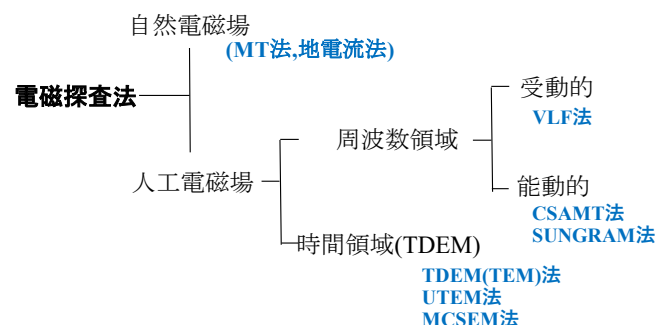 自然電磁場
(MT法,地電流法)
電磁探査法
受動的
VLF法
周波数領域
人工電磁場
能動的
CSAMT法
SUNGRAM法
時間領域(TDEM)
TDEM(TEM)法
UTEM法
MCSEM法